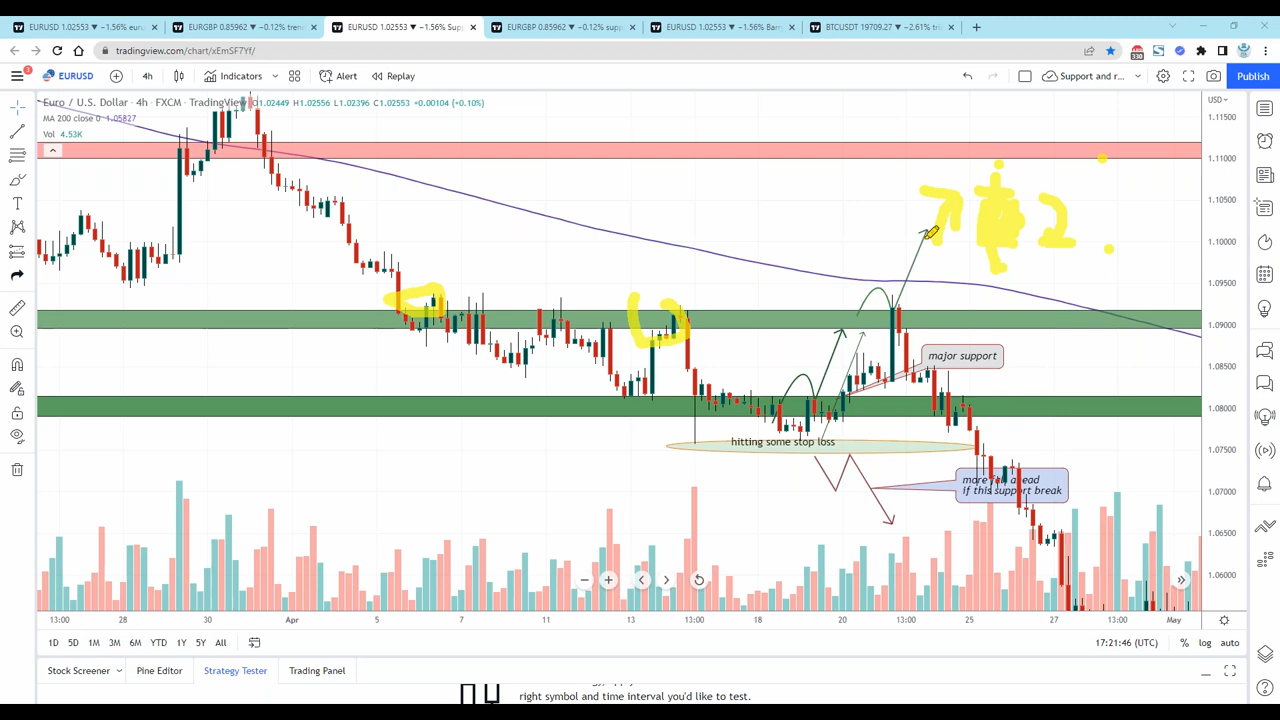 EURUSD 1.02553 ▼ −1.56% eurus
EURGBP 0.85962 ▼ −0.12% trend
EURUSD 1.02553 ▼ −1.56% Supp
EURGBP 0.85962 ▼ −0.12% supp
EURUSD 1.02553 ▼ −1.56% Barr
BTCUSDT 19709.27 ▼ −2.61% tri
tradingview.com/chart/xEmSF7Yf/
330
EURUSD
4h
Indicators
Alert
Replay
Support and r...
Publish
Euro / U.S. Dollar · 4h · FXCM · TradingView
O1.02449 H1.02556 L1.02396 C1.02553 +0.00104 (+0.10%)
USD
MA 200 close 0 1.05827
Vol 4.53K
1.11500
1.11000
1.10500
1.10000
1.09500
1.09000
1.08500
1.08000
1.07500
1.07000
1.06500
1.06000
major support
hitting some stop loss
if this support break
13:00
28
30
Apr
5
7
11
13
13:00
18
20
13:00
25
27
13:00
May
1D 5D 1M 3M 6M YTD 1Y 5Y All
17:21:46 (UTC)
% log auto
Stock Screener
Pine Editor
Strategy Tester
Trading Panel
right symbol and time interval you'd like to test.